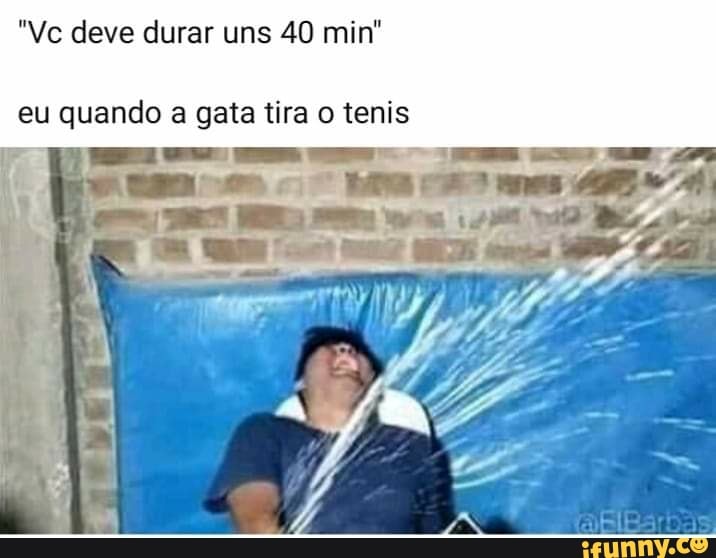 "Vc deve durar uns 40 min"
eu quando a gata tira o tenis
@ElBarbas
ifunny.co